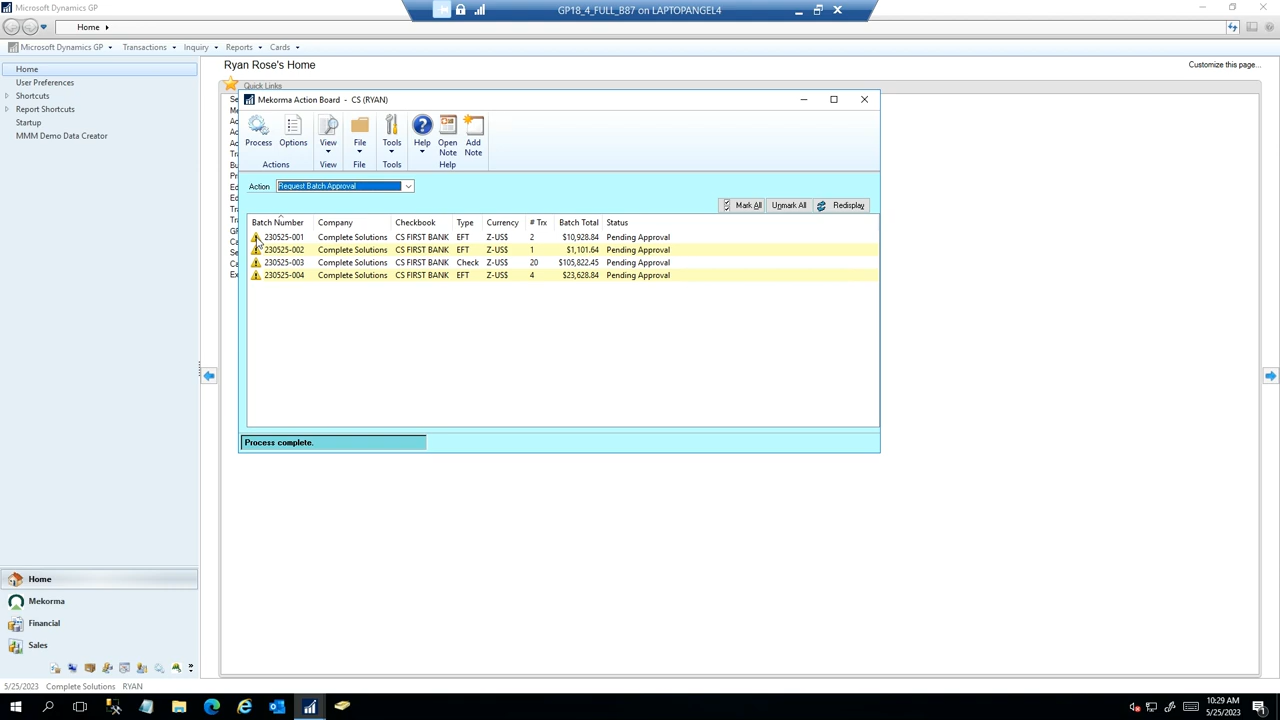 Microsoft Dynamics GP
GP18_4_FULL_B87 on LAPTOPANGEL4
Home
Microsoft Dynamics GP Transactions Inquiry Reports Cards
Home
User Preferences
Shortcuts
Report Shortcuts
Startup
MMM Demo Data Creator
Ryan Rose's Home
Customize this page...
Quick Links
Mekorma Action Board - CS (RYAN)
Process Options View File Tools Help Open Note Add Note
Actions View File Tools Help
Action Request Batch Approval
Mark All Unmark All Redisplay
Batch Number Company Checkbook Type Currency # Trx Batch Total Status
230525-001 Complete Solutions CS FIRST BANK EFT Z-US$ 2 $10,928.84 Pending Approval
230525-002 Complete Solutions CS FIRST BANK EFT Z-US$ 1 $1,101.64 Pending Approval
230525-003 Complete Solutions CS FIRST BANK Check Z-US$ 20 $105,822.45 Pending Approval
230525-004 Complete Solutions CS FIRST BANK EFT Z-US$ 4 $23,628.84 Pending Approval
Process complete.
Home
Mekorma
Financial
Sales
5/25/2023 Complete Solutions RYAN
10:29 AM
5/25/2023